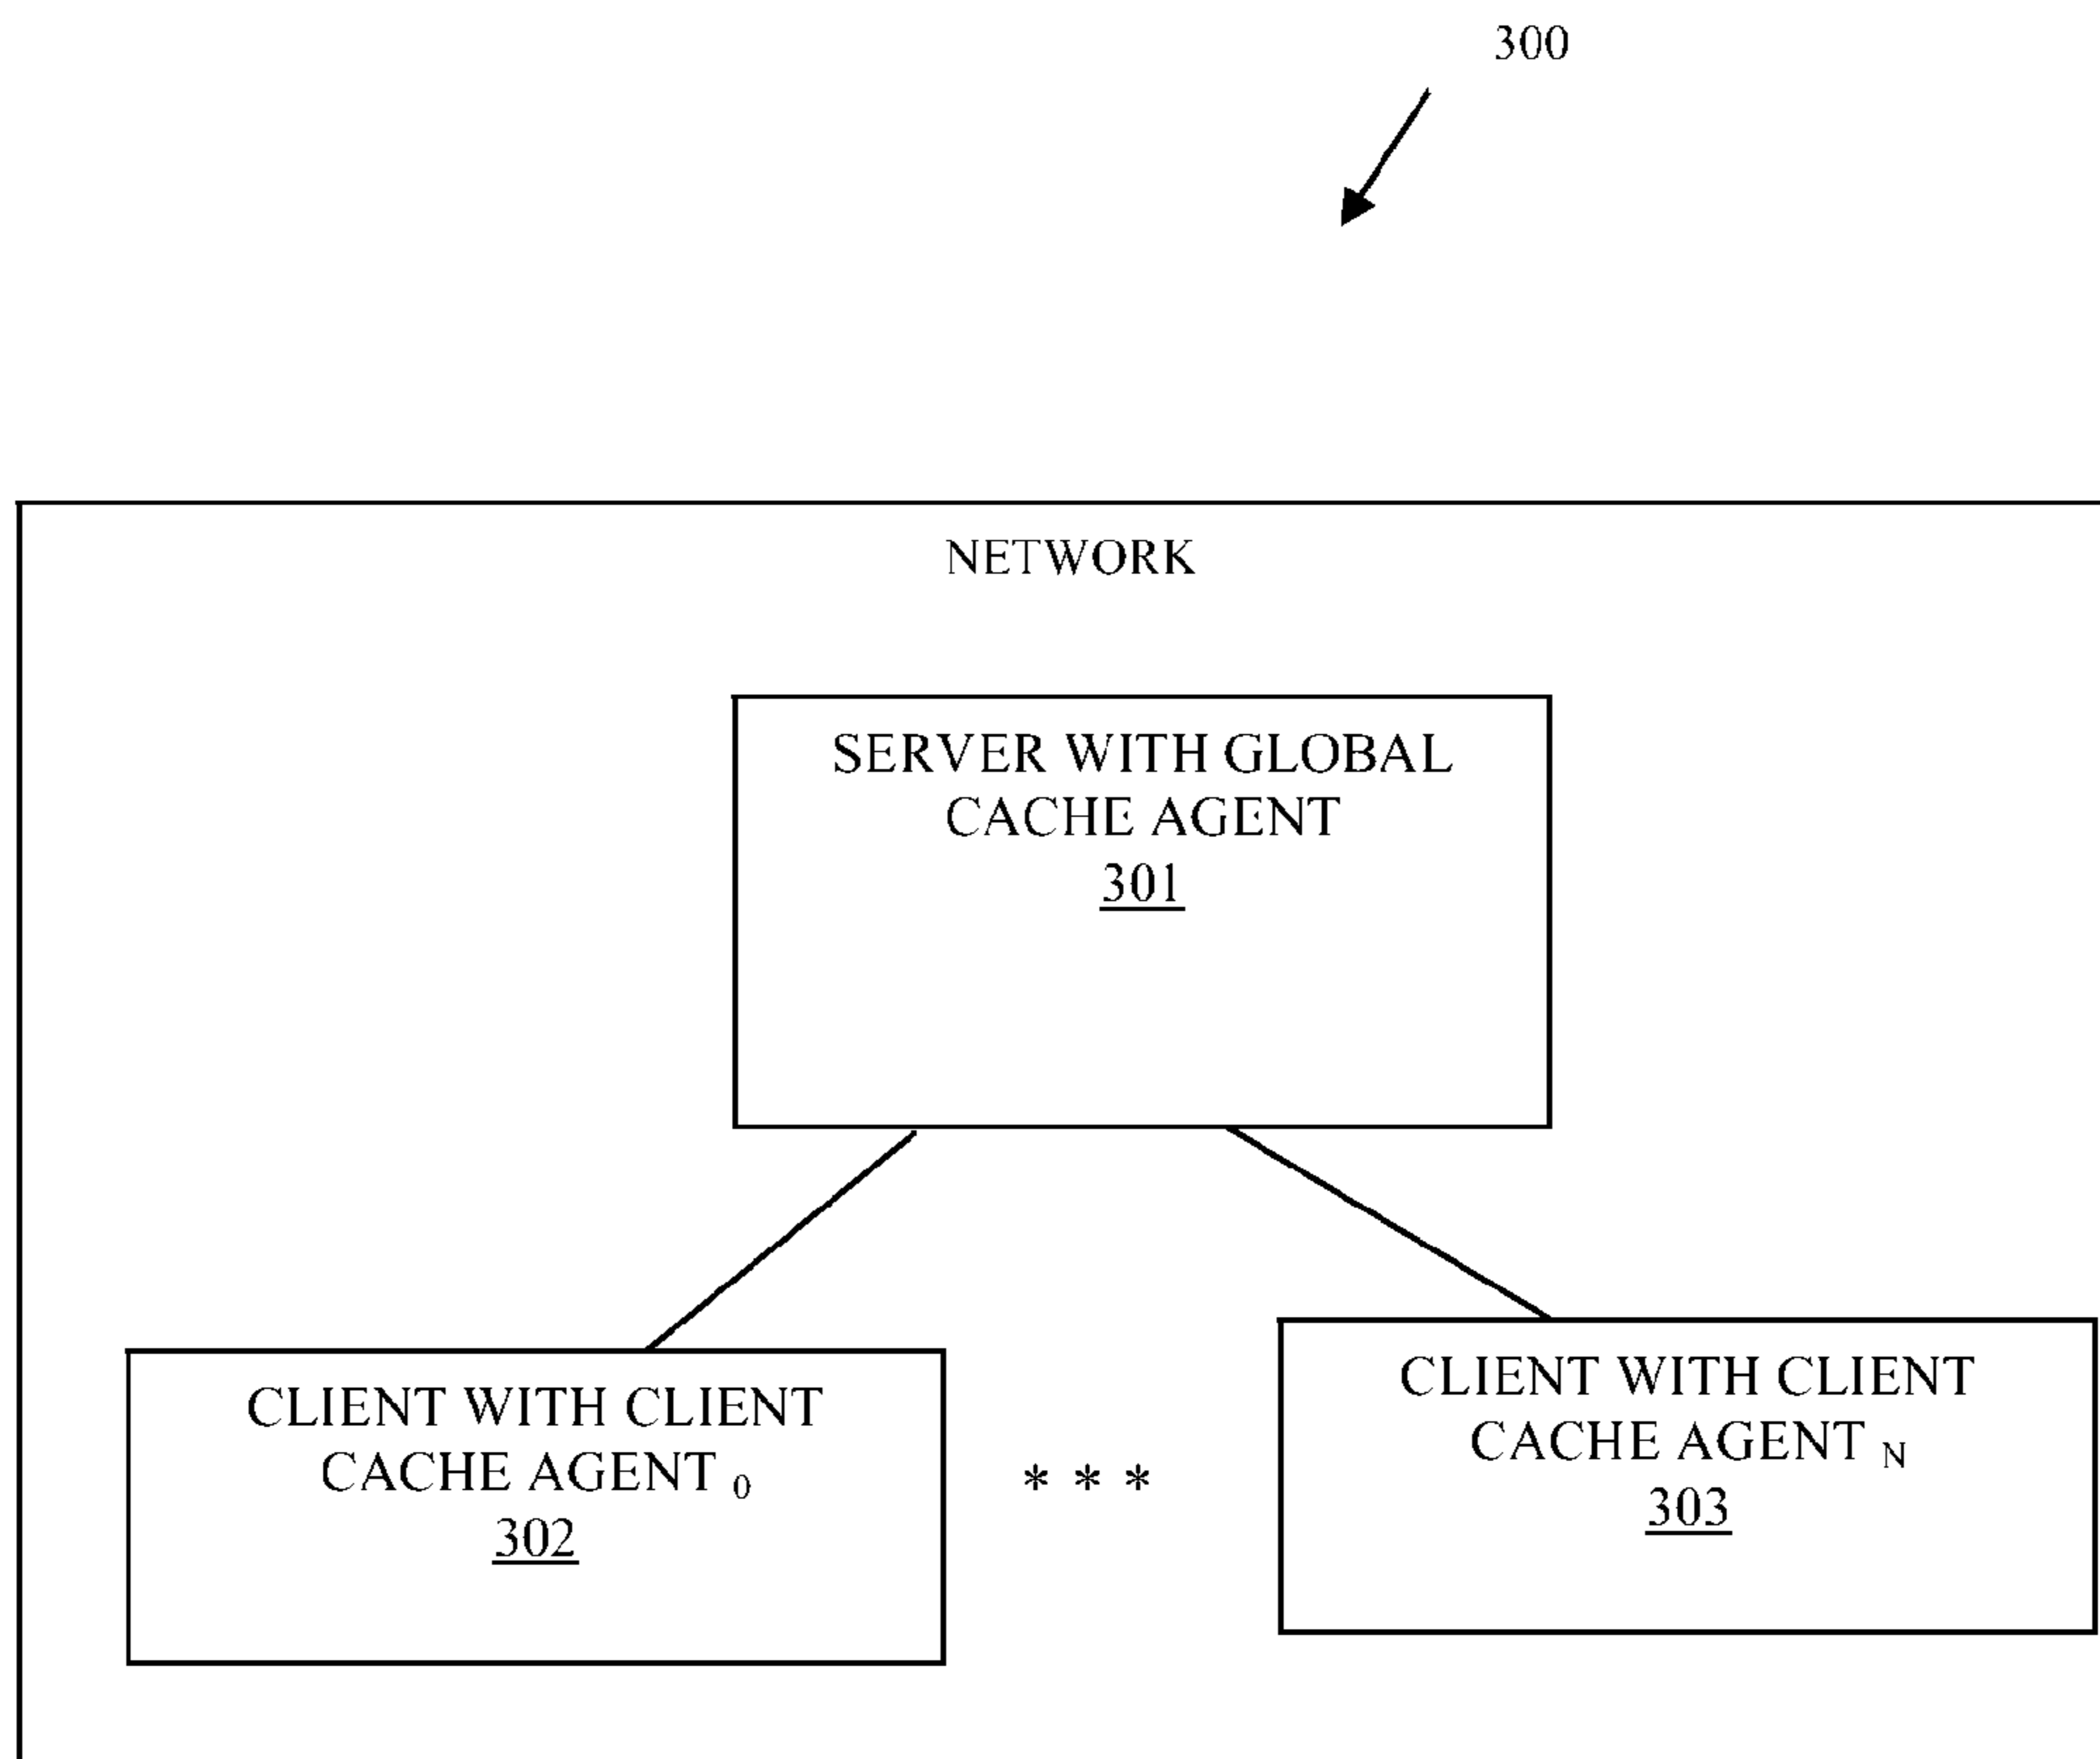 300
NETWORK
SERVER WITH GLOBAL
CACHE AGENT
301
CLIENT WITH CLIENT
CACHE AGENT 0
302
* * *
CLIENT WITH CLIENT
CACHE AGENT N
303